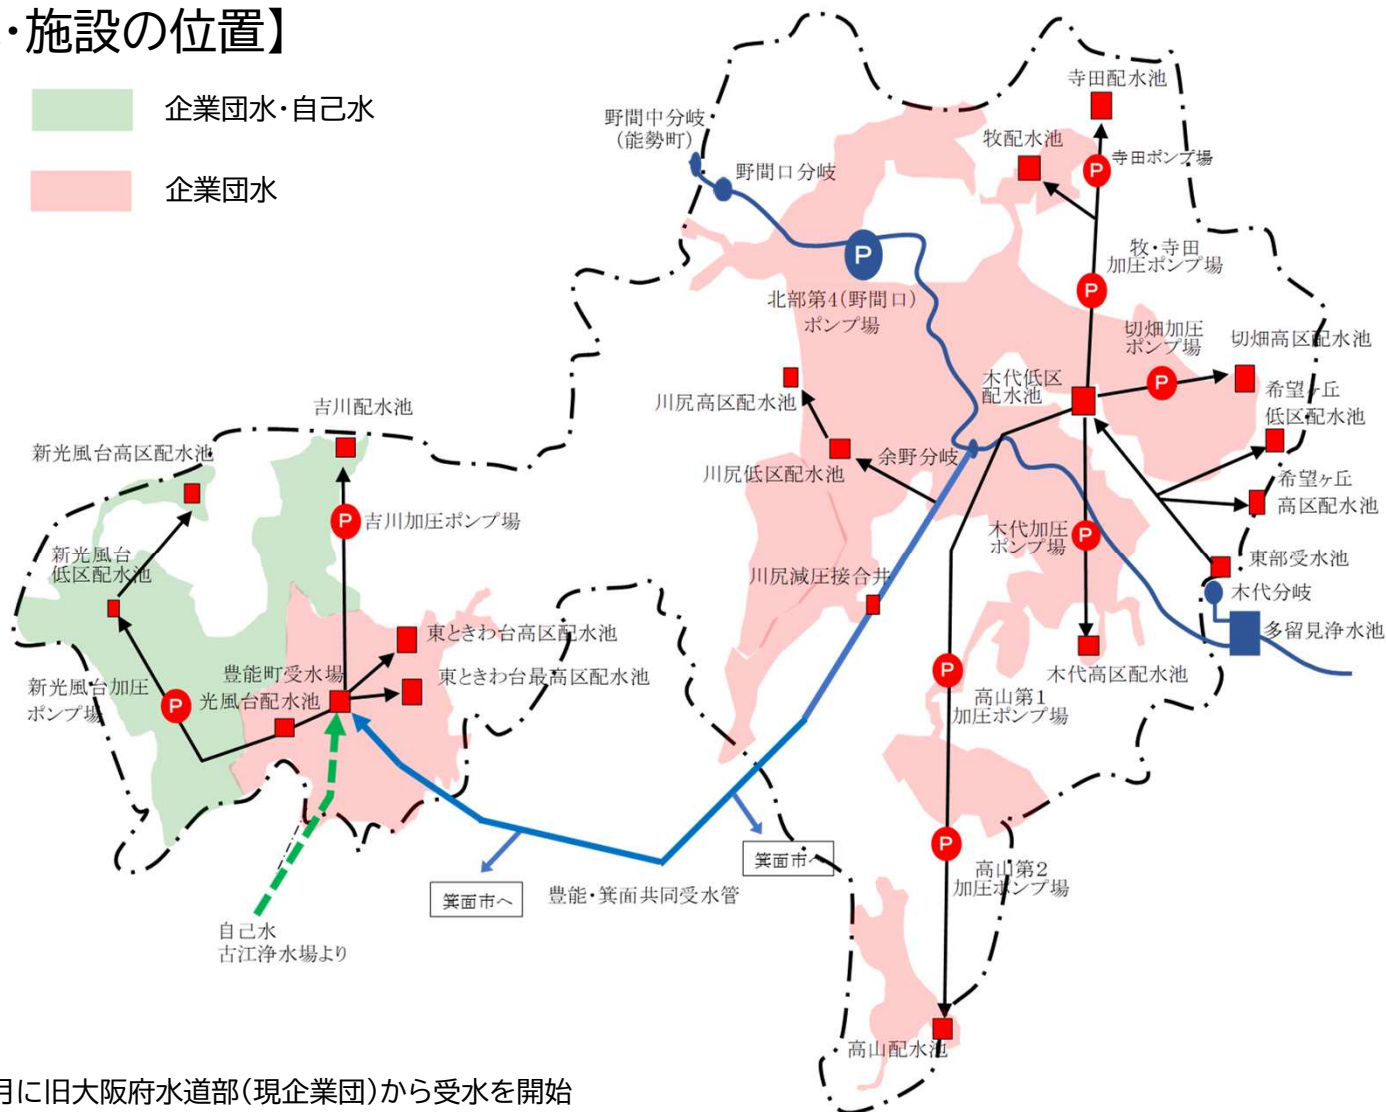 ・施設の位置】
企業団水・自己水
企業団水
寺田配水池
野間中分岐
(能勢町)
牧配水池
寺田ポンプ場
野間口分岐
P
P
牧・寺田
加圧ポンプ場
P
北部第4(野間口)
ポンプ場
切畑加圧
ポンプ場
切畑高区配水池
木代低区
配水池
P
希望ヶ丘
低区配水池
川尻高区配水池
吉川配水池
新光風台高区配水池
余野分岐
川尻低区配水池
希望ヶ丘
高区配水池
P
吉川加圧ポンプ場
木代加圧
ポンプ場
P
新光風台
低区配水池
東部受水池
川尻減圧接合井
木代分岐
東ときわ台高区配水池
多留見浄水池
豊能町受水場
東ときわ台最高区配水池
木代高区配水池
新光風台加圧
ポンプ場
P
光風台配水池
P
高山第1
加圧ポンプ場
P
箕面市へ
高山第2
加圧ポンプ場
箕面市へ
豊能・箕面共同受水管
自己水
古江浄水場より
高山配水池
月に旧大阪府水道部(現企業団)から受水を開始